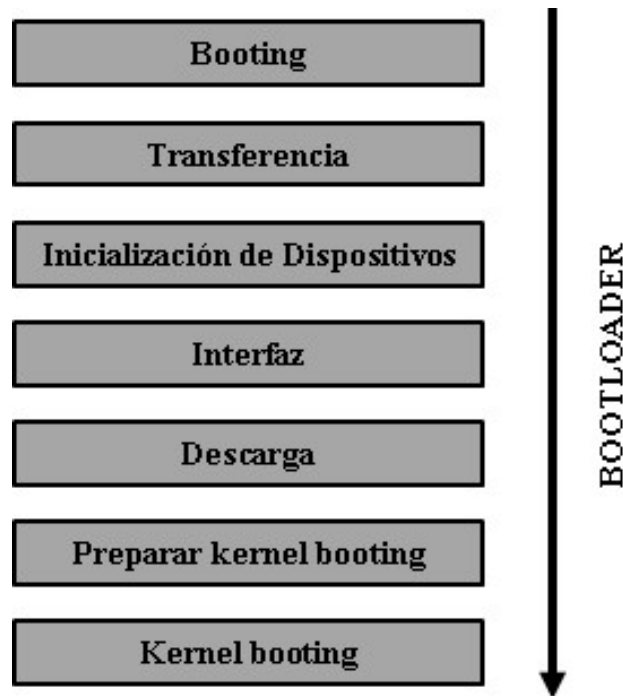 Booting
Transferencia
Inicialización de Dispositivos
Interfaz
Descarga
Preparar kernel booting
Kernel booting
BOOTLOADER